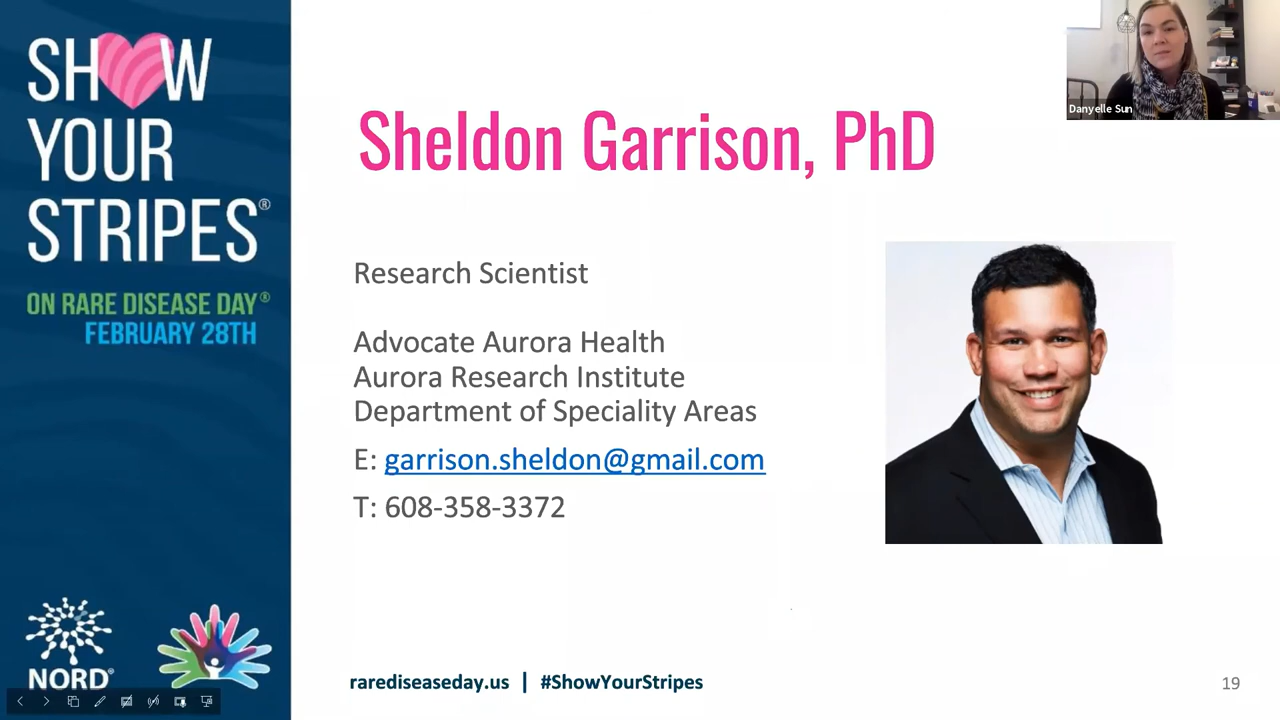 SHOW
YOUR
STRIPES®
ON RARE DISEASE DAY®
FEBRUARY 28TH
NORD®
Sheldon Garrison, PhD
Research Scientist
Advocate Aurora Health
Aurora Research Institute
Department of Speciality Areas
E: garrison.sheldon@gmail.com
T: 608-358-3372
Danyelle Sun
rarediseaseday.us | #ShowYourStripes
19